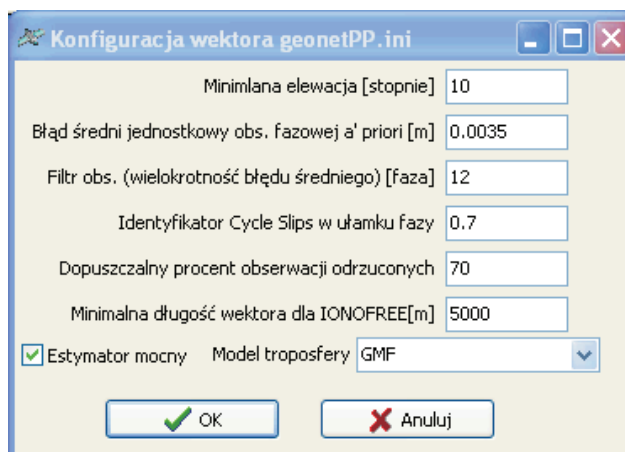 Konfiguracja wektora geonetPP.ini
Minimlana elewacja [stopnie] 10
Błąd średni jednostkowy obs. fazowej a' priori [m] 0.0035
Filtr obs. (wielokrotność błędu średniego) [faza] 12
Identyfikator Cycle Slips w ułamku fazy 0.7
Dopuszczalny procent obserwacji odrzuconych 70
Minimalna długość wektora dla IONOFREE[m] 5000
Estymator mocny Model troposfery GMF
OK Anuluj